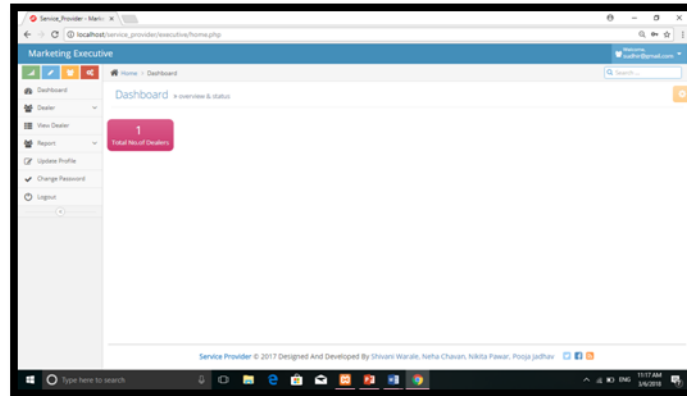 Service_Provider - Mark
localhost/service_provider/executive/home.php
Marketing Executive
Welcome,
sudhir@gmail.com
Home > Dashboard
Search ...
Dashboard
Dashboard » overview & status
Dealer
View Dealer
1
Total No.of Dealers
Report
Update Profile
Change Password
Logout
Service Provider © 2017 Designed And Developed By Shivani Warale, Neha Chavan, Nikita Pawar, Pooja Jadhav
Type here to search
ENG
11:17 AM
3/6/2018